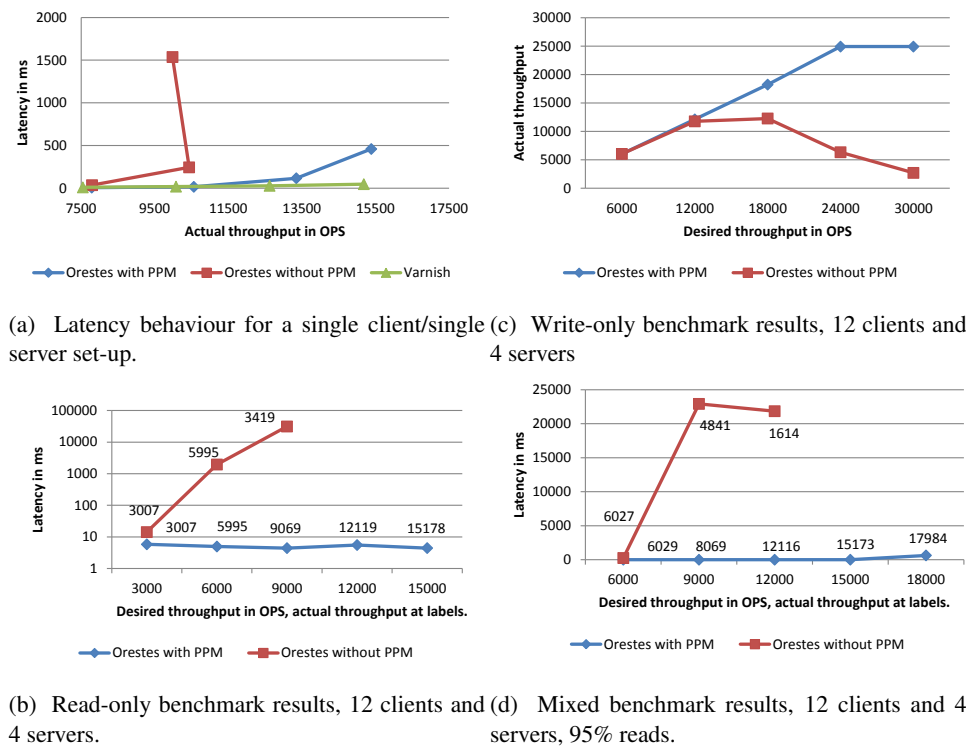 2000
1500
1000
500
0
Latency in ms
7500 9500 11500 13500 15500 17500
Actual throughput in OPS
Orestes with PPM Orestes without PPM Varnish
(a) Latency behaviour for a single client/single
server set-up.
30000
25000
20000
15000
10000
5000
0
Actual throughput
6000 12000 18000 24000 30000
Desired throughput in OPS
Orestes with PPM Orestes without PPM
(c) Write-only benchmark results, 12 clients and
4 servers
100000
10000
1000
100
10
1
Latency in ms
3419
5995
3007
3007 5995 9069 12119 15178
3000 6000 9000 12000 15000
Desired throughput in OPS, actual throughput at labels.
Orestes with PPM Orestes without PPM
(b) Read-only benchmark results, 12 clients and
4 servers.
25000
20000
15000
10000
5000
0
Latency in ms
4841 1614
6027
6029 8069 12116 15173 17984
6000 9000 12000 15000 18000
Desired throughput in OPS, actual throughput at labels.
Orestes with PPM Orestes without PPM
(d) Mixed benchmark results, 12 clients and 4
servers, 95% reads.